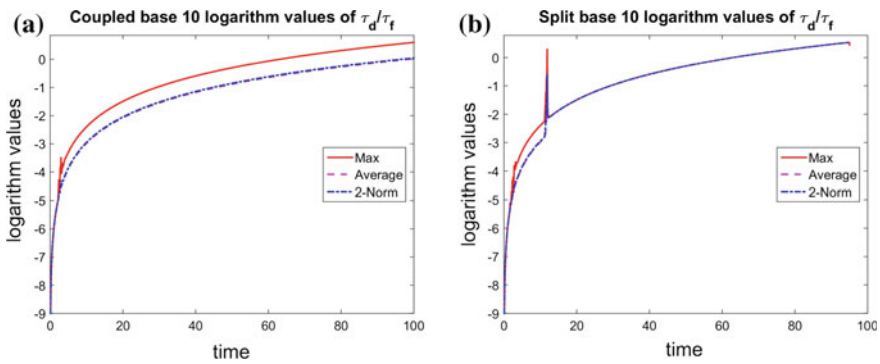 (a)
Coupled base 10 logarithm values of τd/τf
0
-1
-2
-3
-4
-5
-6
-7
-8
-9
logarithm values
Max
Average
2-Norm
0 20 40 60 80 100
time
(b)
Split base 10 logarithm values of τd/τf
0
-1
-2
-3
-4
-5
-6
-7
-8
-9
logarithm values
Max
Average
2-Norm
0 20 40 60 80 100
time